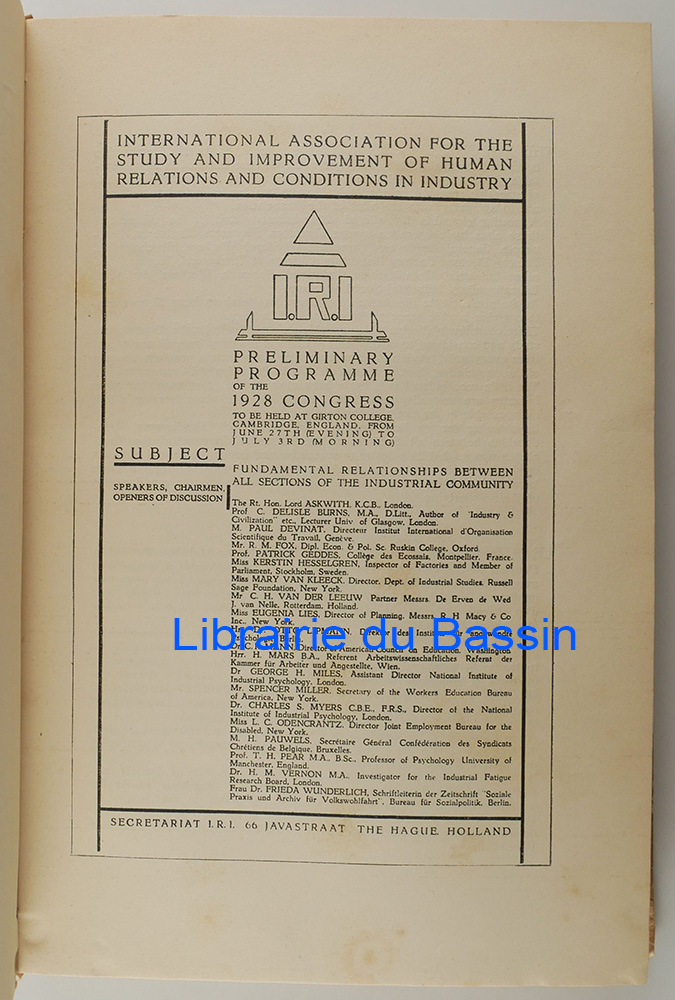 INTERNATIONAL ASSOCIATION FOR THE
STUDY AND IMPROVEMENT OF HUMAN
RELATIONS AND CONDITIONS IN INDUSTRY
I.R.I
PRELIMINARY
PROGRAMME
OF THE
1928 CONGRESS
TO BE HELD AT GIRTON COLLEGE,
CAMBRIDGE, ENGLAND, FROM
JUNE 27TH (EVENING) TO
JULY 3RD (MORNING)
SUBJECT
FUNDAMENTAL RELATIONSHIPS BETWEEN
ALL SECTIONS OF THE INDUSTRIAL COMMUNITY
SPEAKERS, CHAIRMEN,
OPENERS OF DISCUSSION
The Rt. Hon. Lord ASKWITH. K.C.B., London.
Prof. C. DELISLE BURNS, M.A., D.Litt., Author of "Industry &
Civilization" etc., Lecturer Univ of Glasgow, London.
M. PAUL DEVINAT, Directeur Institut International d'Organisation
Scientifique du Travail, Genève.
Mr. R. M. FOX, Dipl. Econ. & Pol. Sc. Ruskin College, Oxford.
Prof. PATRICK GEDDES, Collège des Ecossais, Montpellier, France.
Miss KERSTIN HESSELGREN, Inspector of Factories and Member of
Parliament, Stockholm, Sweden.
Miss MARY VAN KLEECK, Director, Dept. of Industrial Studies, Russell
Sage Foundation, New York.
Mr C. H. VAN DER LEEUW Partner Messrs. De Erven de Wed.
J. van Nelle, Rotterdam, Holland.
Miss EUGENIA LIES, Director of Planning, Messrs. R. H. Macy & Co
Inc., New York.
LIPMANN, Direktor des Instituts für angewandte
Psychology, Berlin.
Dr. C. R. MANN, Director of American Council on Education, Washington
Hrr. H. MARS B.A., Referent Arbeitswissenschaftliches Referat der
Kammer für Arbeiter und Angestellte, Wien.
Dr GEORGE H. MILES, Assistant Director National Institute of
Industrial Psychology, London.
Mr. SPENCER MILLER, Secretary of the Workers Education Bureau
of America, New York.
Dr. CHARLES S. MYERS C.B.E., F.R.S., Director of the National
Institute of Industrial Psychology, London.
Miss L. C. ODENCRANTZ, Director Joint Employment Bureau for the
Disabled, New York.
M. H. PAUWELS, Secrétaire Général Confédération des Syndicats
Chrétiens de Belgique, Bruxelles.
Prof. T. H. PEAR M.A., B.Sc., Professor of Psychology University of
Manchester, England.
Dr. H. M. VERNON M.A., Investigator for the Industrial Fatigue
Research Board, London.
Frau Dr. FRIEDA WUNDERLICH, Schriftleiterin der Zeitschrift "Soziale
Praxis und Archiv für Volkswohlfahrt", Bureau für Sozialpolitik, Berlin.
SECRETARIAT I.R.I. 66 JAVASTRAAT THE HAGUE, HOLLAND
Librairie du Bassin